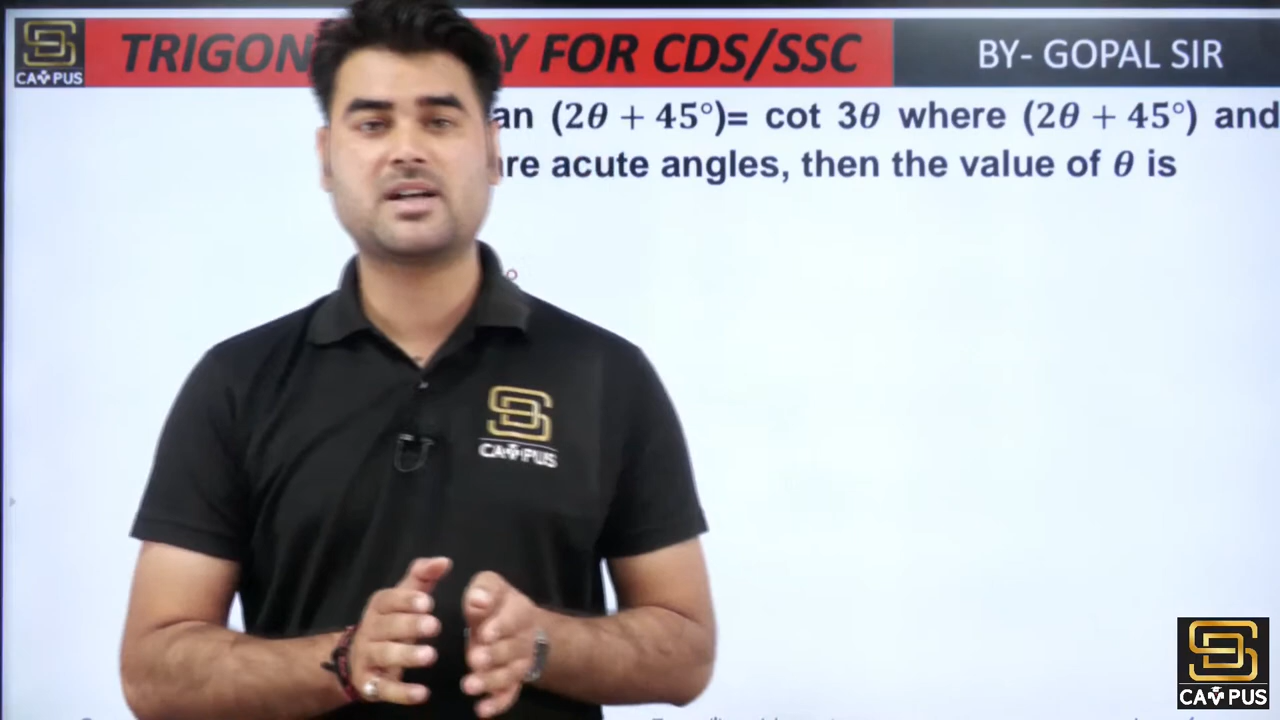 TRIGON Y FOR CDS/SSC
BY- GOPAL SIR
CAMPUS
an (2θ + 45°)= cot 3θ where (2θ + 45°) and
re acute angles, then the value of θ is
°
CAMPUS
CAMPUS